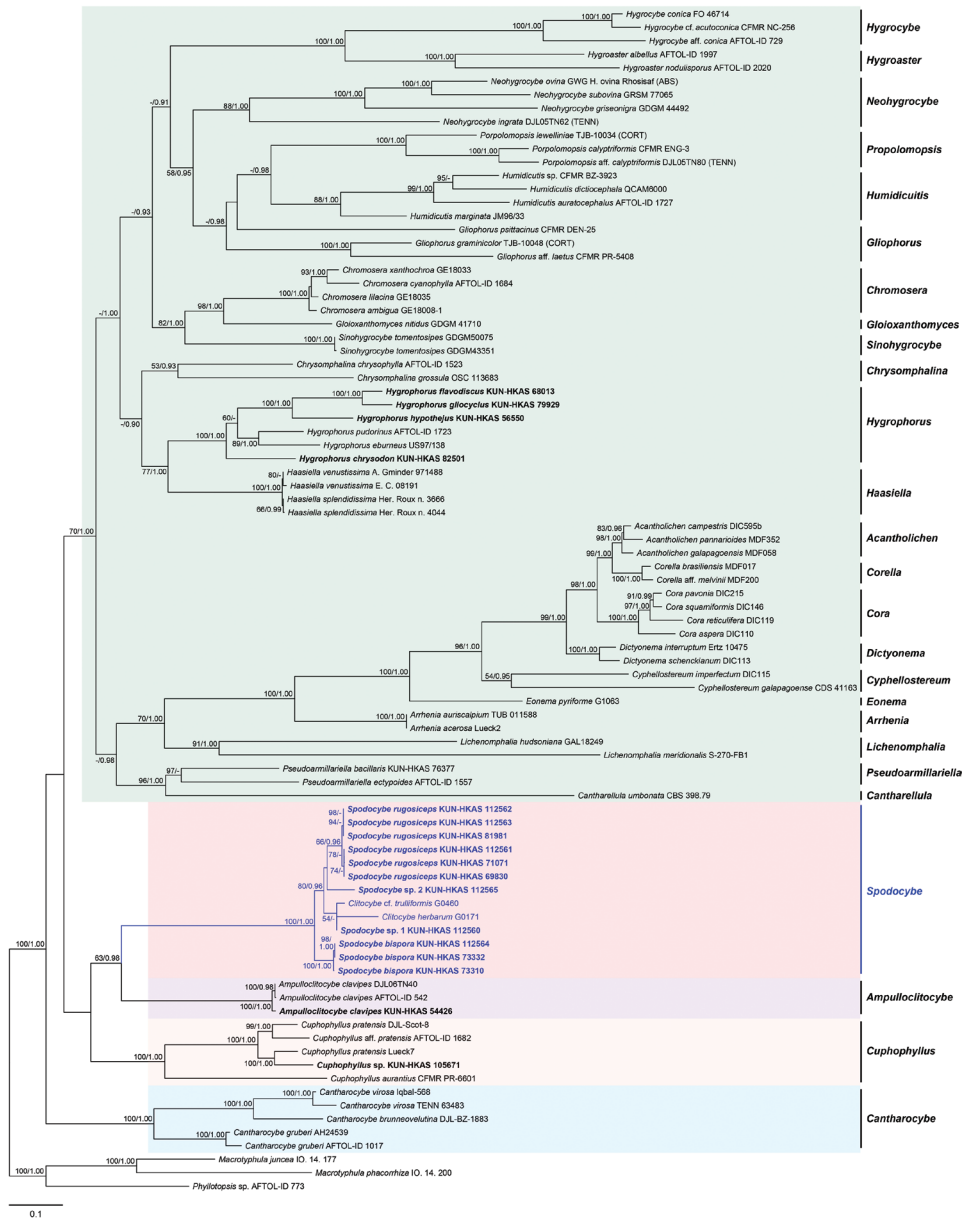 Hygrocybe conica FO 46714
100/1.00
100/1.00
Hygrocybe cf. acutoconica CFMR NC-256
Hygrocybe aff. conica AFTOL-ID 729
Hygrocybe
100/1.00
Hygroaster albellus AFTOL-ID 1997
100/1.00
Hygroaster nodulisporus AFTOL-ID 2020
Hygroaster
Neohygrocybe ovina GWG H. ovina Rhosisaf (ABS)
100/1.00
100/1.00
Neohygrocybe subovina GRSM 77065
-/0.91
88/1.00
Neohygrocybe griseonigra GDGM 44492
Neohygrocybe ingrata DJL05TN62 (TENN)
Neohygrocybe
Porpolomopsis lewelliniae TJB-10034 (CORT)
100/1.00
Porpolomopsis calyptriformis CFMR ENG-3
100/1.00
Porpolomopsis aff. calyptriformis DJL05TN80 (TENN)
Propolomopsis
58/0.95
-/0.98
Humidicutis sp. CFMR BZ-3923
95/-
99/1.00
Humidicutis dictiocephala QCAM6000
88/1.00
Humidicutis auratocephalus AFTOL-ID 1727
Humidicutis marginata JM96/33
Humidicuitis
-/0.93
-/0.98
Gliophorus psittacinus CFMR DEN-25
Gliophorus graminicolor TJB-10048 (CORT)
100/1.00
Gliophorus aff. laetus CFMR PR-5408
Gliophorus
Chromosera xanthochroa GE18033
93/1.00
Chromosera cyanophylla AFTOL-ID 1684
100/1.00
Chromosera lilacina GE18035
Chromosera ambigua GE18008-1
Chromosera
98/1.00
Gloioxanthomyces nitidus GDGM 41710
Gloioxanthomyces
62/1.00
-/1.00
Sinohygrocybe tomentosipes GDGM50075
100/1.00
Sinohygrocybe tomentosipes GDGM43351
Sinohygrocybe
Chrysomphalina chrysophylla AFTOL-ID 1523
53/0.93
Chrysomphalina grossula OSC 113683
Chrysomphalina
Hygrophorus flavodiscus KUN-HKAS 68013
100/1.00
100/1.00
Hygrophorus gliocyclus KUN-HKAS 79929
Hygrophorus hypothejus KUN-HKAS 56550
-/0.90
60/-
Hygrophorus pudorinus AFTOL-ID 1723
100/1.00
89/1.00
Hygrophorus eburneus US97/138
Hygrophorus chrysodon KUN-HKAS 82501
Hygrophorus
77/1.00
Haasiella venustissima A. Gminder 971488
80/-
Haasiella venustissima E. C. 08191
100/1.00
Haasiella splendidissima Her. Roux n. 3666
66/0.99
Haasiella splendidissima Her. Roux n. 4044
Haasiella
70/1.00
Acantholichen campestris DIC595b
83/0.98
98/1.00
Acantholichen pannarioides MDF352
Acantholichen galapagoensis MDF058
Acantholichen
99/1.00
Corella brasiliensis MDF017
100/1.00
Corella aff. melvinii MDF200
Corella
98/1.00
Cora pavonia DIC215
91/0.99
97/1.00
Cora squamiformis DIC146
100/1.00
Cora reticulifera DIC119
Cora aspera DIC110
Cora
99/1.00
Dictyonema interruptum Ertz 10475
100/1.00
Dictyonema schenckianum DIC113
Dictyonema
96/1.00
Cyphellostereum imperfectum DIC115
54/0.95
Cyphellostereum galapagoense CDS 41163
Cyphellostereum
100/1.00
Eonema pyriforme G1063
Eonema
100/1.00
Arrhenia auriscalpium TUB 011588
100/1.00
Arrhenia acerosa Lueck2
Arrhenia
70/1.00
Lichenomphalia hudsoniana GAL18249
91/1.00
Lichenomphalia meridionalis S-270-FB1
Lichenomphalia
-/0.98
Pseudoarmillariella bacillaris KUN-HKAS 76377
97/-
96/1.00
Pseudoarmillariella ectypoides AFTOL-ID 1557
Pseudoarmillariella
Cantharellula umbonata CBS 398.79
Cantharellula
Spodocybe rugosiceps KUN-HKAS 112562
98/-
94/-
Spodocybe rugosiceps KUN-HKAS 112563
Spodocybe rugosiceps KUN-HKAS 81981
66/0.96
Spodocybe rugosiceps KUN-HKAS 112561
78/-
Spodocybe rugosiceps KUN-HKAS 71071
74/-
Spodocybe rugosiceps KUN-HKAS 69830
80/0.96
Spodocybe sp. 2 KUN-HKAS 112565
Clitocybe cf. trulliformis G0460
Clitocybe herbarum G0171
54/-
100/1.00
Spodocybe sp. 1 KUN-HKAS 112560
98/
1.00
Spodocybe bispora KUN-HKAS 112564
Spodocybe bispora KUN-HKAS 73332
100/1.00
Spodocybe bispora KUN-HKAS 73310
Spodocybe
100/1.00
63/0.98
Ampulloclitocybe clavipes DJL06TN40
100/0.98
Ampulloclitocybe clavipes AFTOL-ID 542
100//1.00
Ampulloclitocybe clavipes KUN-HKAS 54426
Ampulloclitocybe
Cuphophyllus pratensis DJL-Scot-8
99/1.00
Cuphophyllus aff. pratensis AFTOL-ID 1682
Cuphophyllus pratensis Lueck7
100/1.00
100/1.00
Cuphophyllus sp. KUN-HKAS 105671
Cuphophyllus aurantius CFMR PR-6601
Cuphophyllus
Cantharocybe virosa Iqbal-568
100/1.00
100/1.00
Cantharocybe virosa TENN 63483
100/1.00
Cantharocybe brunneovelutina DJL-BZ-1883
Cantharocybe gruberi AH24539
100/1.00
Cantharocybe gruberi AFTOL-ID 1017
Cantharocybe
Macrotyphula juncea IO. 14. 177
100/1.00
100/1.00
Macrotyphula phacorrhiza IO. 14. 200
Phyllotopsis sp. AFTOL-ID 773
0.1